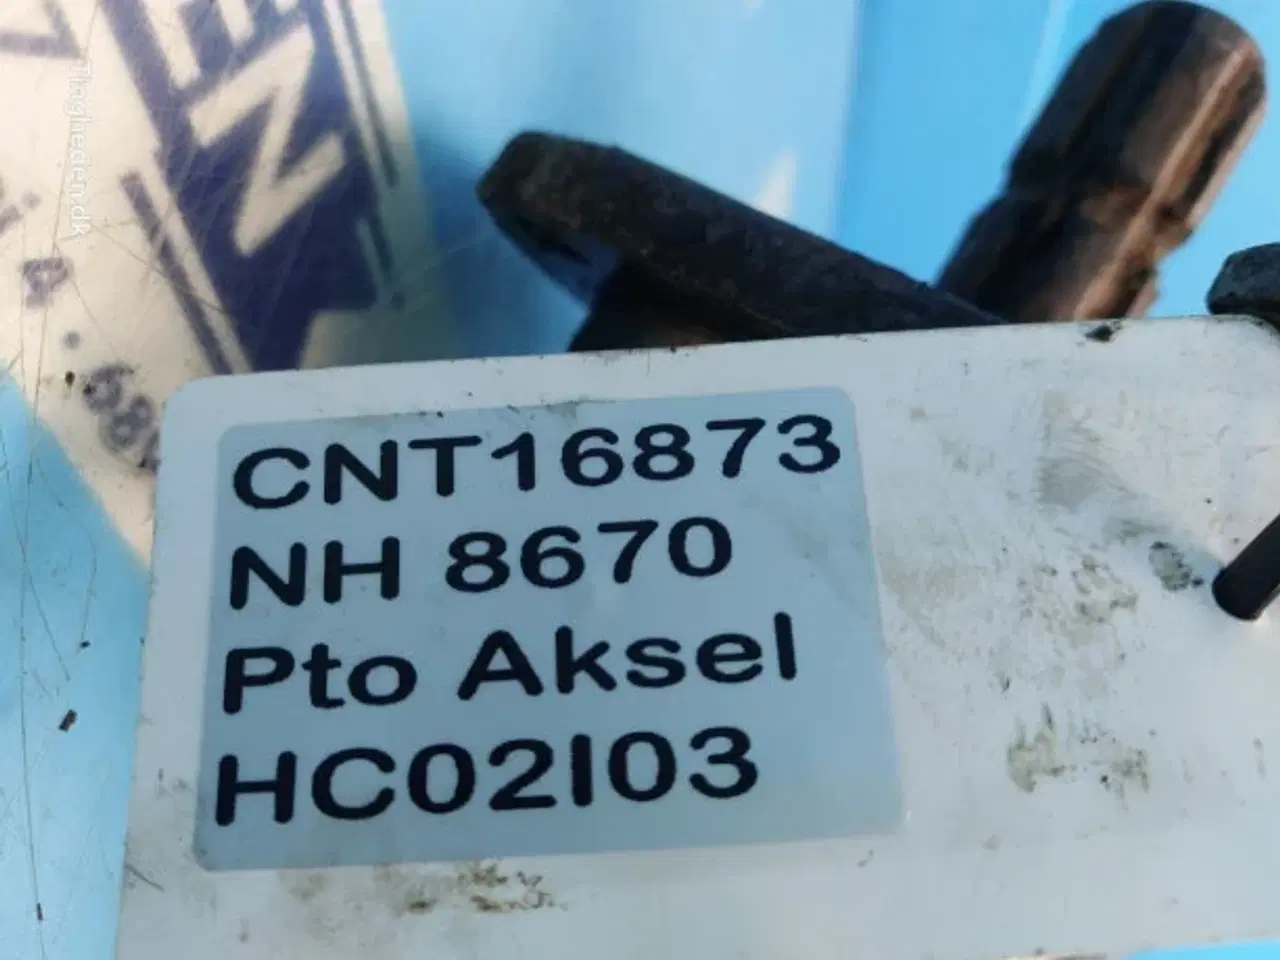 CNT16873
NH 8670
Pto Aksel
HC02I03